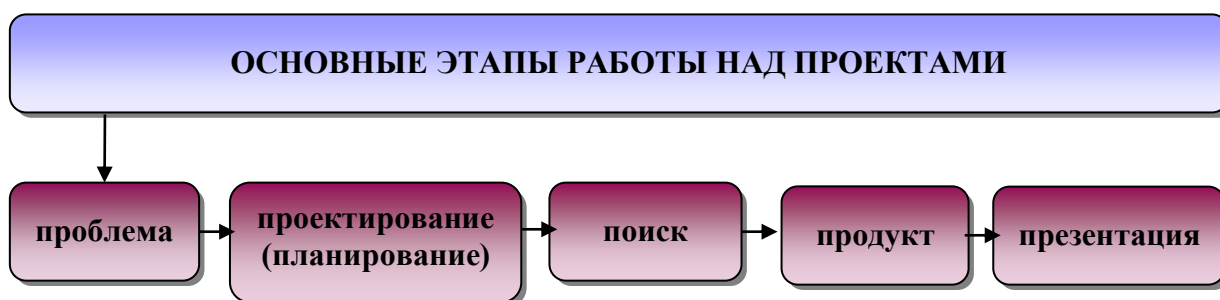 ОСНОВНЫЕ ЭТАПЫ РАБОТЫ НАД ПРОЕКТАМИ
проблема
проектирование
(планирование)
поиск
продукт
презентация